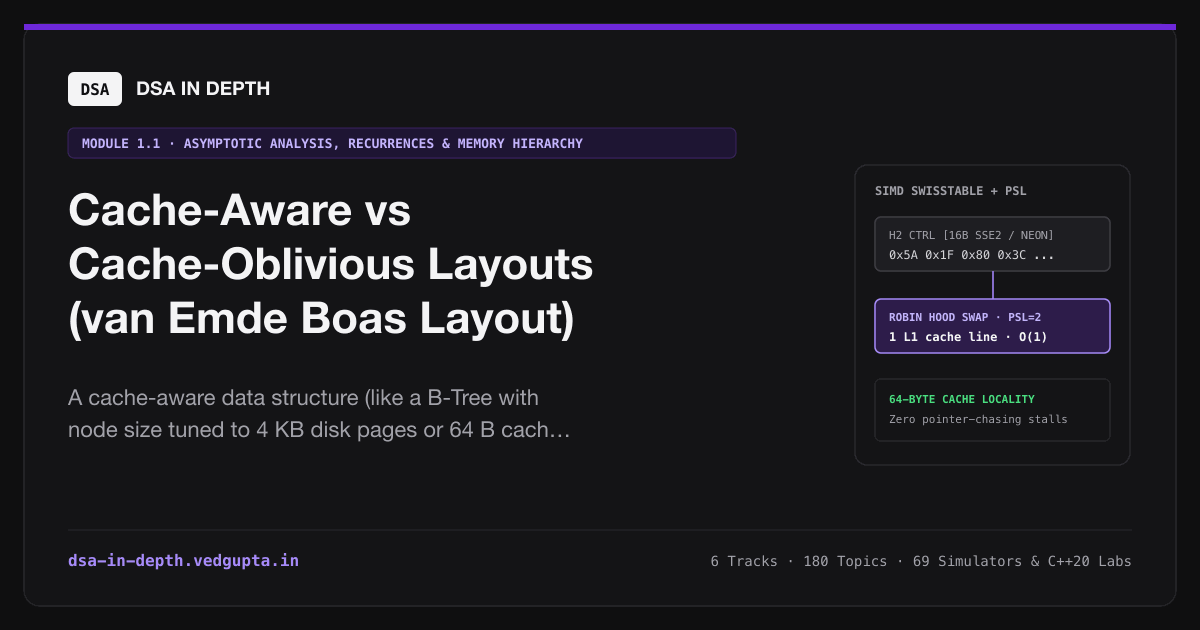 DSA
DSA IN DEPTH
MODULE 1.1 · ASYMPTOTIC ANALYSIS, RECURRENCES & MEMORY HIERARCHY
Cache-Aware vs
Cache-Oblivious Layouts
(van Emde Boas Layout)
A cache-aware data structure (like a B-Tree with
node size tuned to 4 KB disk pages or 64 B cach…
SIMD SWISSTABLE + PSL
H2 CTRL [16B SSE2 / NEON]
0x5A 0x1F 0x80 0x3C ...
ROBIN HOOD SWAP · PSL=2
1 L1 cache line · O(1)
64-BYTE CACHE LOCALITY
Zero pointer-chasing stalls
dsa-in-depth.vedgupta.in
6 Tracks · 180 Topics · 69 Simulators & C++20 Labs